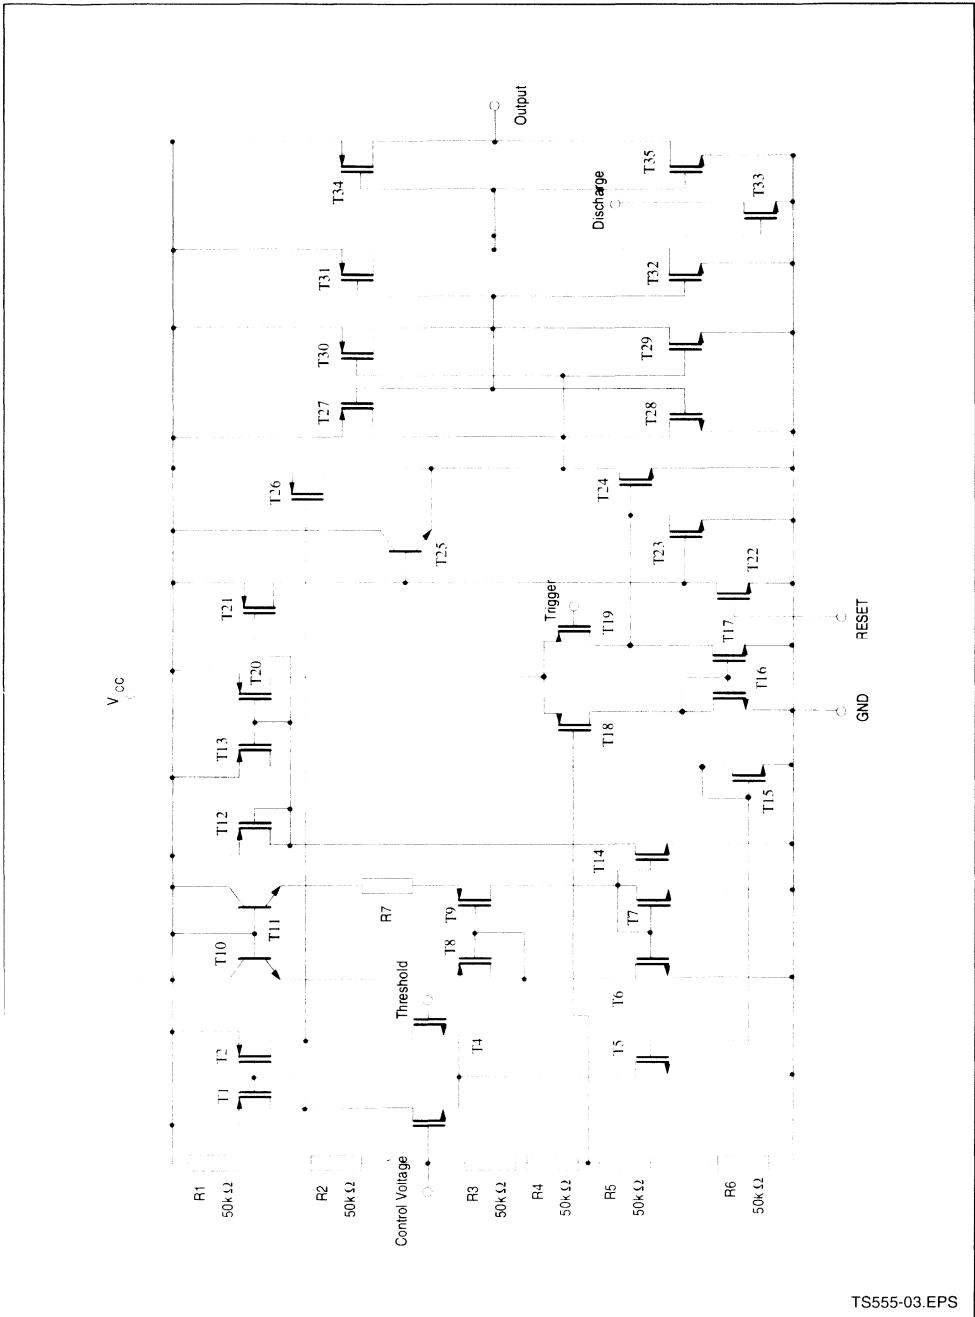 Output
T34
T35
Discharge
T33
T31
T32
T30
T29
T27
T28
T26
T24
T25
T23
T21
T22
Trigger
T19
T17
RESET
V CC
T20
T16
T18
GND
T13
T12
T15
T14
T11
R7
T9
T7
T10
T8
T6
Threshold
T2
T4
T5
T1
Control Voltage
R1
50k Ω
R2
50k Ω
R3
50k Ω
R4
50k Ω
R5
50k Ω
R6
50k Ω
TS555-03.EPS